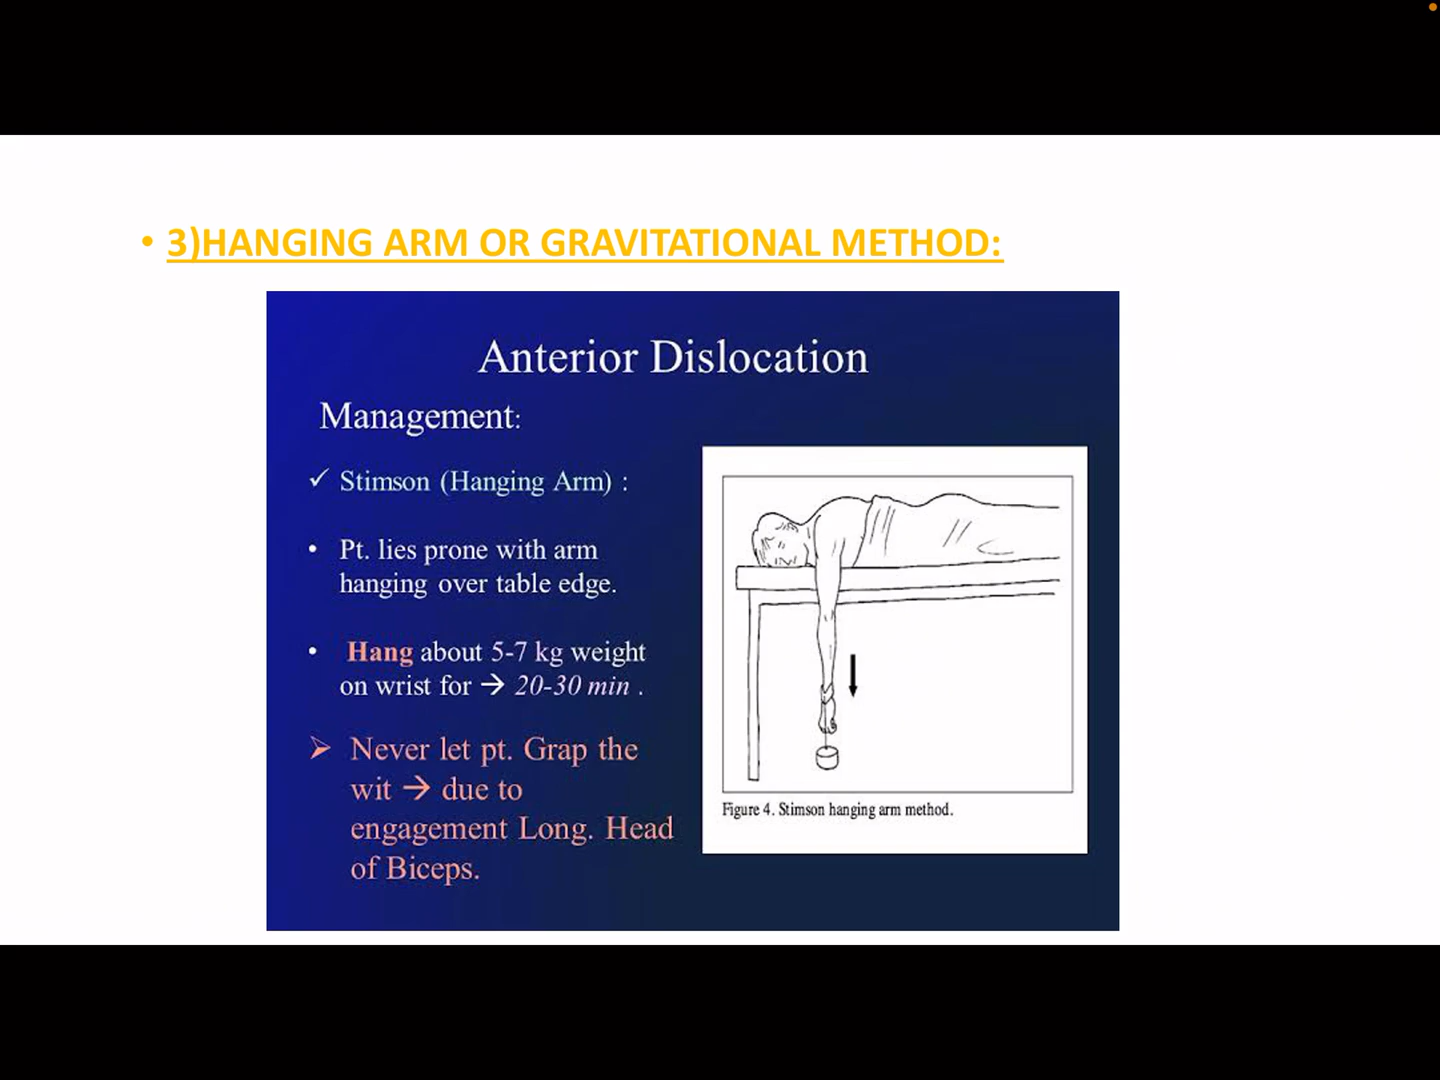 • 3)HANGING ARM OR GRAVITATIONAL METHOD:
Anterior Dislocation
Management:
✓ Stimson (Hanging Arm) :
• Pt. lies prone with arm
hanging over table edge.
• Hang about 5-7 kg weight
on wrist for → 20-30 min .
➢ Never let pt. Grap the
wit → due to
engagement Long. Head
of Biceps.
Figure 4. Stimson hanging arm method.